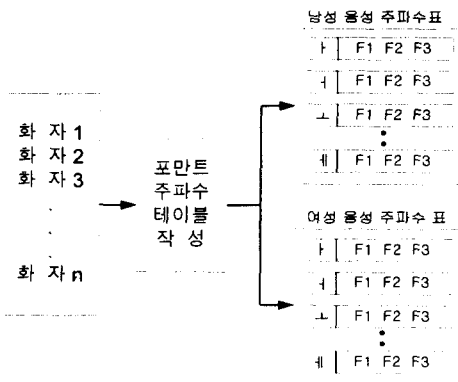 화 자 1
화 자 2
화 자 3
.
.
.
화 자 n
포만트
주파수
테이블
작 성
남성 음성 주파수표
ㅏ F1 F2 F3
ㅓ F1 F2 F3
ㅗ F1 F2 F3
:
ㅔ F1 F2 F3
여성 음성 주파수 표
ㅏ F1 F2 F3
ㅓ F1 F2 F3
ㅗ F1 F2 F3
:
ㅔ F1 F2 F3